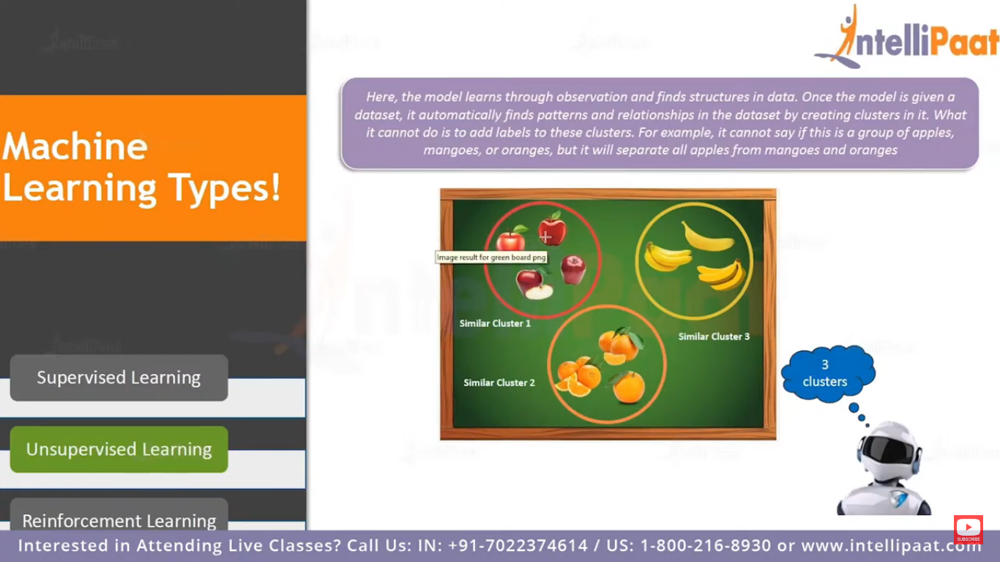 IntelliPaat
Machine
Learning Types!
Here, the model learns through observation and finds structures in data. Once the model is given a
dataset, it automatically finds patterns and relationships in the dataset by creating clusters in it. What
it cannot do is to add labels to these clusters. For example, it cannot say if this is a group of apples,
mangoes, or oranges, but it will separate all apples from mangoes and oranges
Image result for green board png
Similar Cluster 1
Similar Cluster 3
Similar Cluster 2
3
clusters
Supervised Learning
Unsupervised Learning
Reinforcement Learning
SUBSCRIBE
Interested in Attending Live Classes? Call Us: IN: +91-7022374614 / US: 1-800-216-8930 or www.intellipaat.com